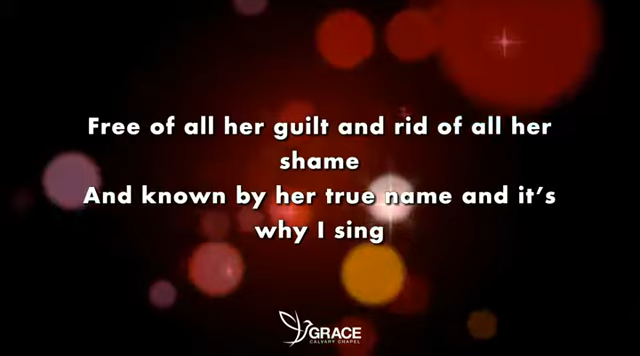 Free of all her guilt and rid of all her
shame
And known by her true name and it's
why I sing
GRACE
CALVARY CHAPEL